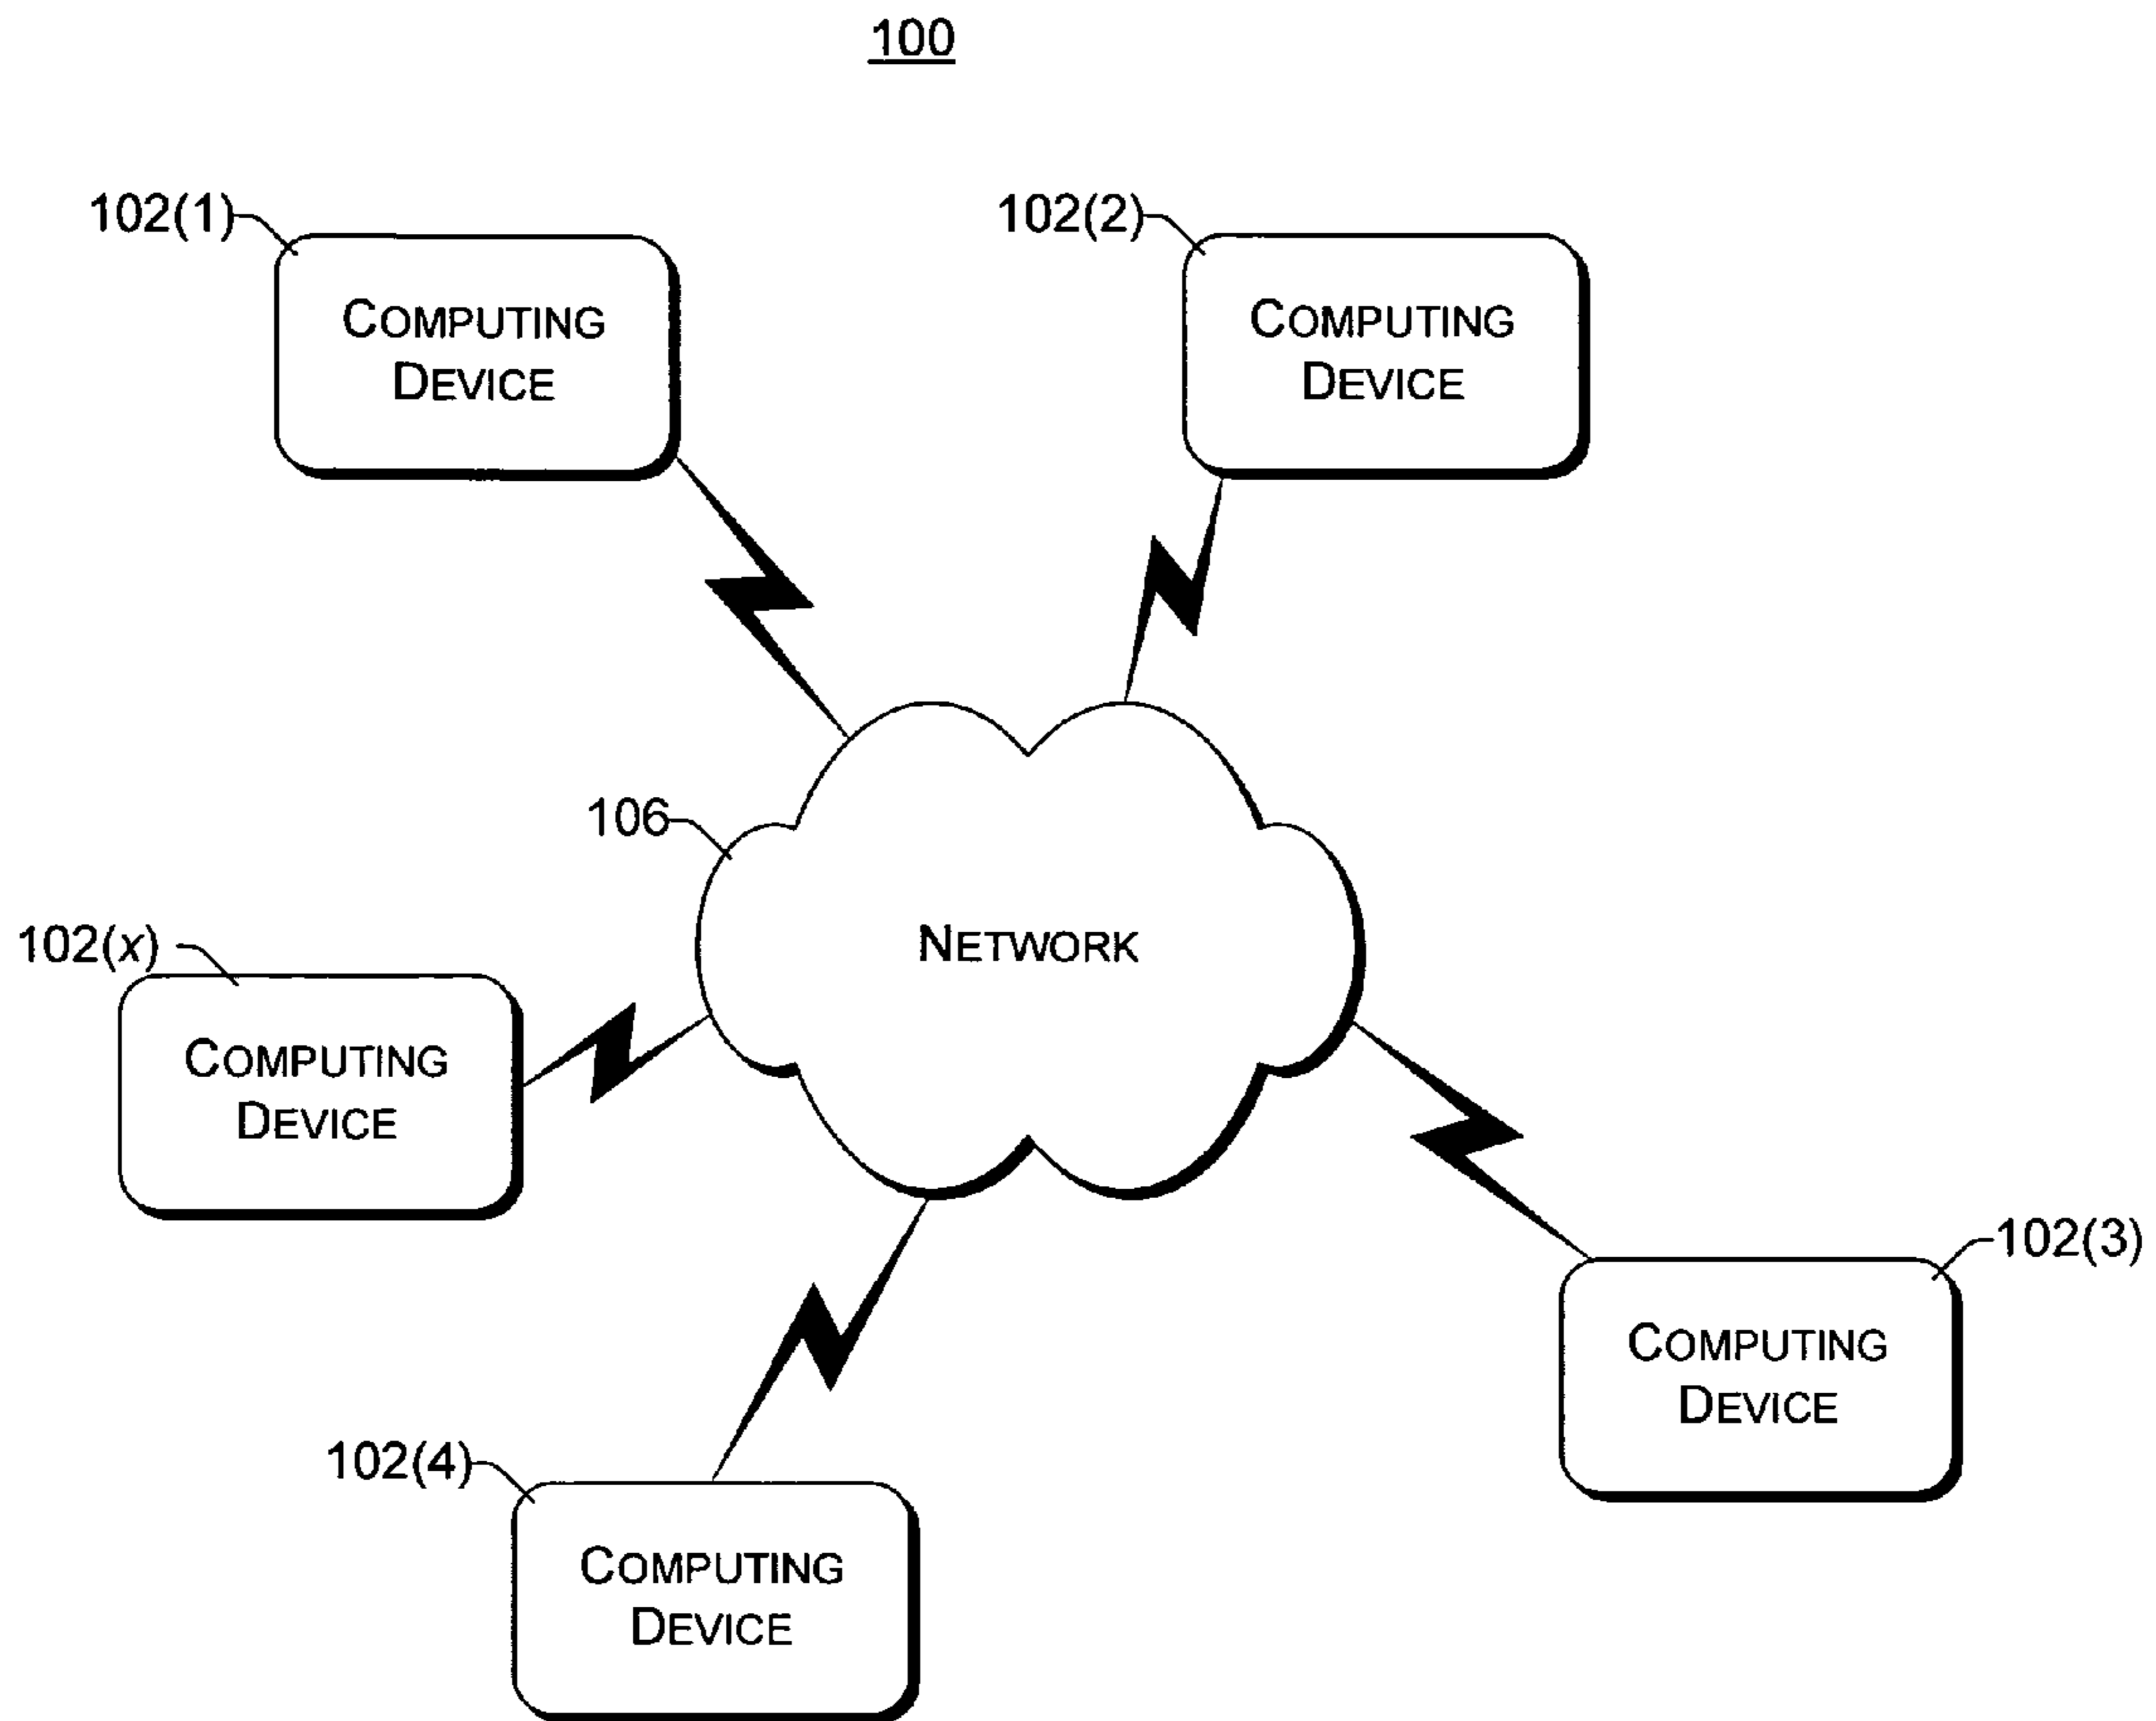 100
102(1)
102(2)
COMPUTING
DEVICE
COMPUTING
DEVICE
106
NETWORK
102(x)
COMPUTING
DEVICE
102(3)
COMPUTING
DEVICE
102(4)
COMPUTING
DEVICE